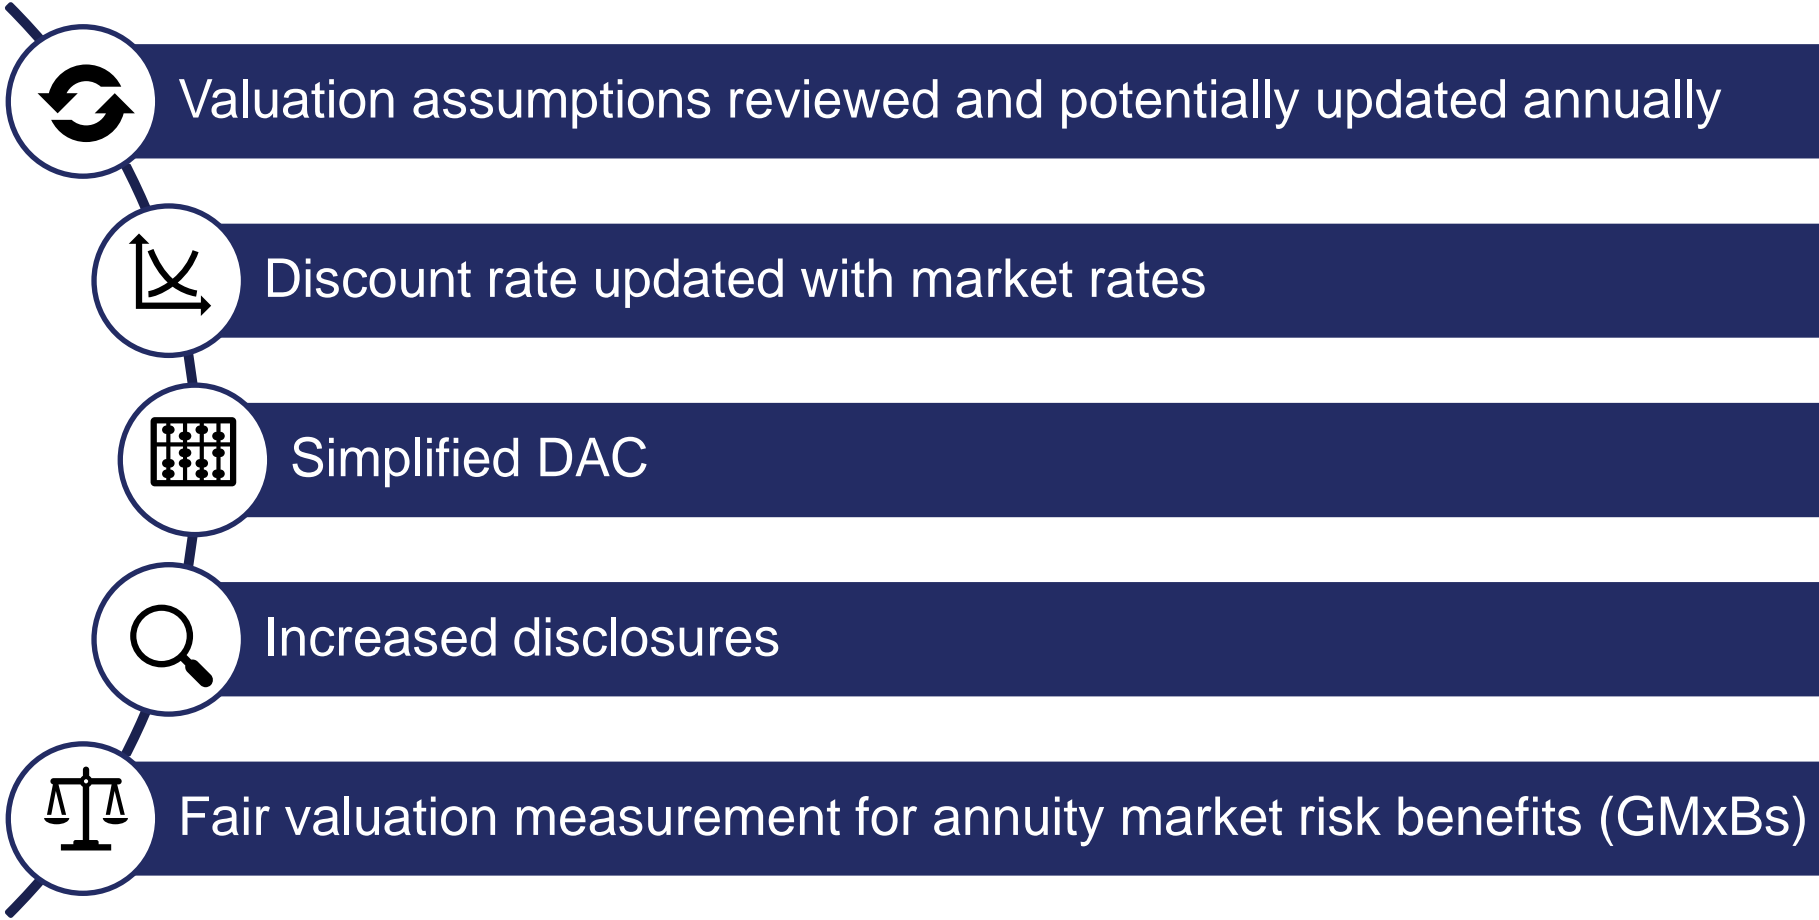 Valuation assumptions reviewed and potentially updated annually
Discount rate updated with market rates
Simplified DAC
Increased disclosures
Fair valuation measurement for annuity market risk benefits (GMxBs)